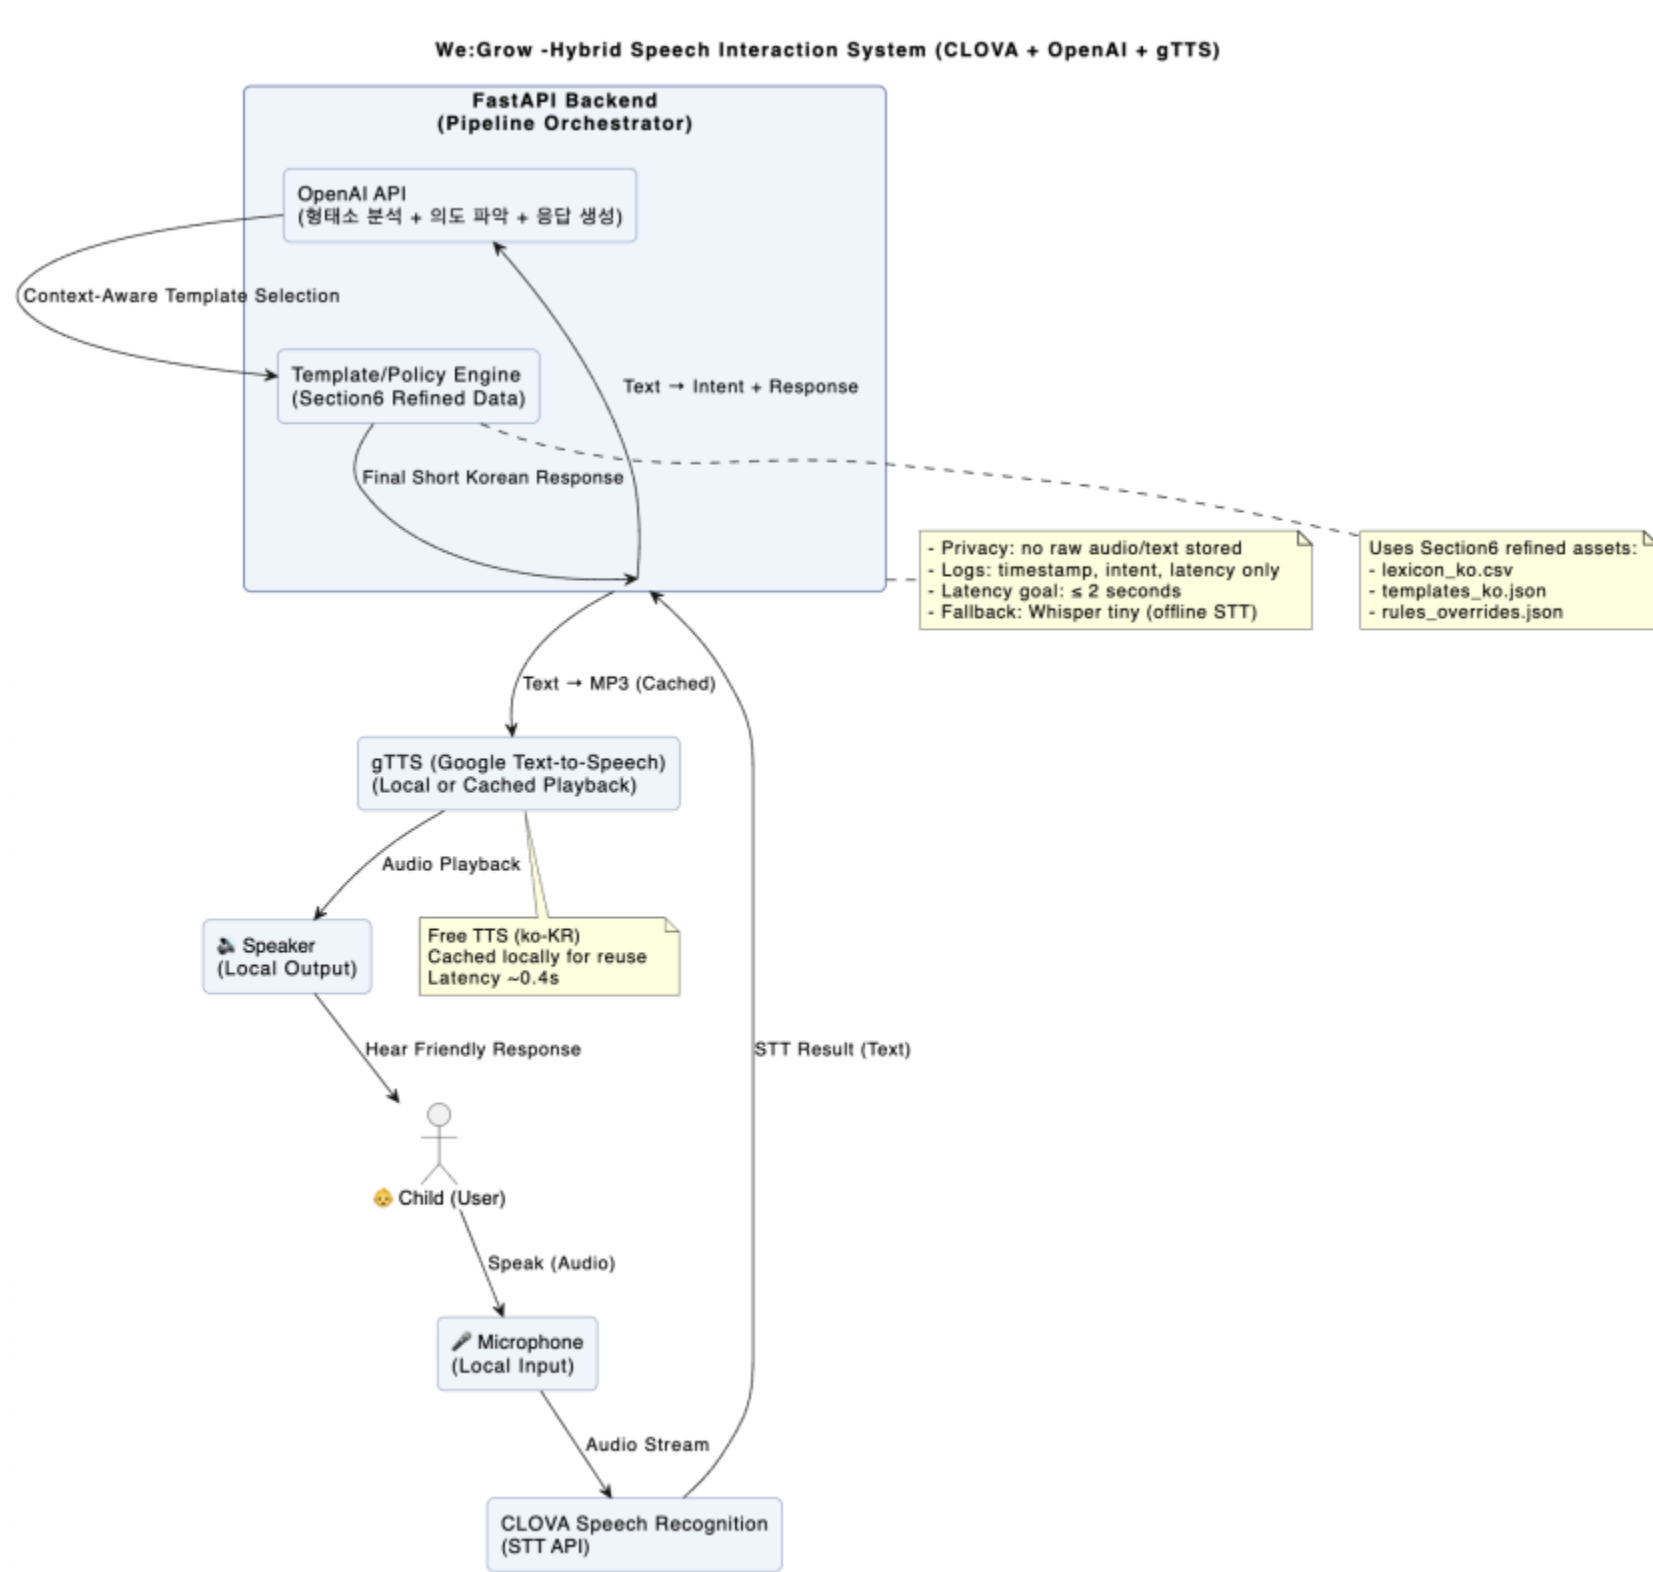 We:Grow -Hybrid Speech Interaction System (CLOVA + OpenAI + gTTS)
FastAPI Backend
(Pipeline Orchestrator)
OpenAI API
(형태소 분석 + 의도 파악 + 응답 생성)
Context-Aware Template Selection
Template/Policy Engine
(Section6 Refined Data)
Text → Intent + Response
Final Short Korean Response
- Privacy: no raw audio/text stored
- Logs: timestamp, intent, latency only
- Latency goal: ≤ 2 seconds
- Fallback: Whisper tiny (offline STT)
Uses Section6 refined assets:
- lexicon_ko.csv
- templates_ko.json
- rules_overrides.json
Text → MP3 (Cached)
gTTS (Google Text-to-Speech)
(Local or Cached Playback)
Audio Playback
Free TTS (ko-KR)
Cached locally for reuse
Latency ~0.4s
🔈 Speaker
(Local Output)
Hear Friendly Response
STT Result (Text)
👶 Child (User)
Speak (Audio)
🎤 Microphone
(Local Input)
Audio Stream
CLOVA Speech Recognition
(STT API)